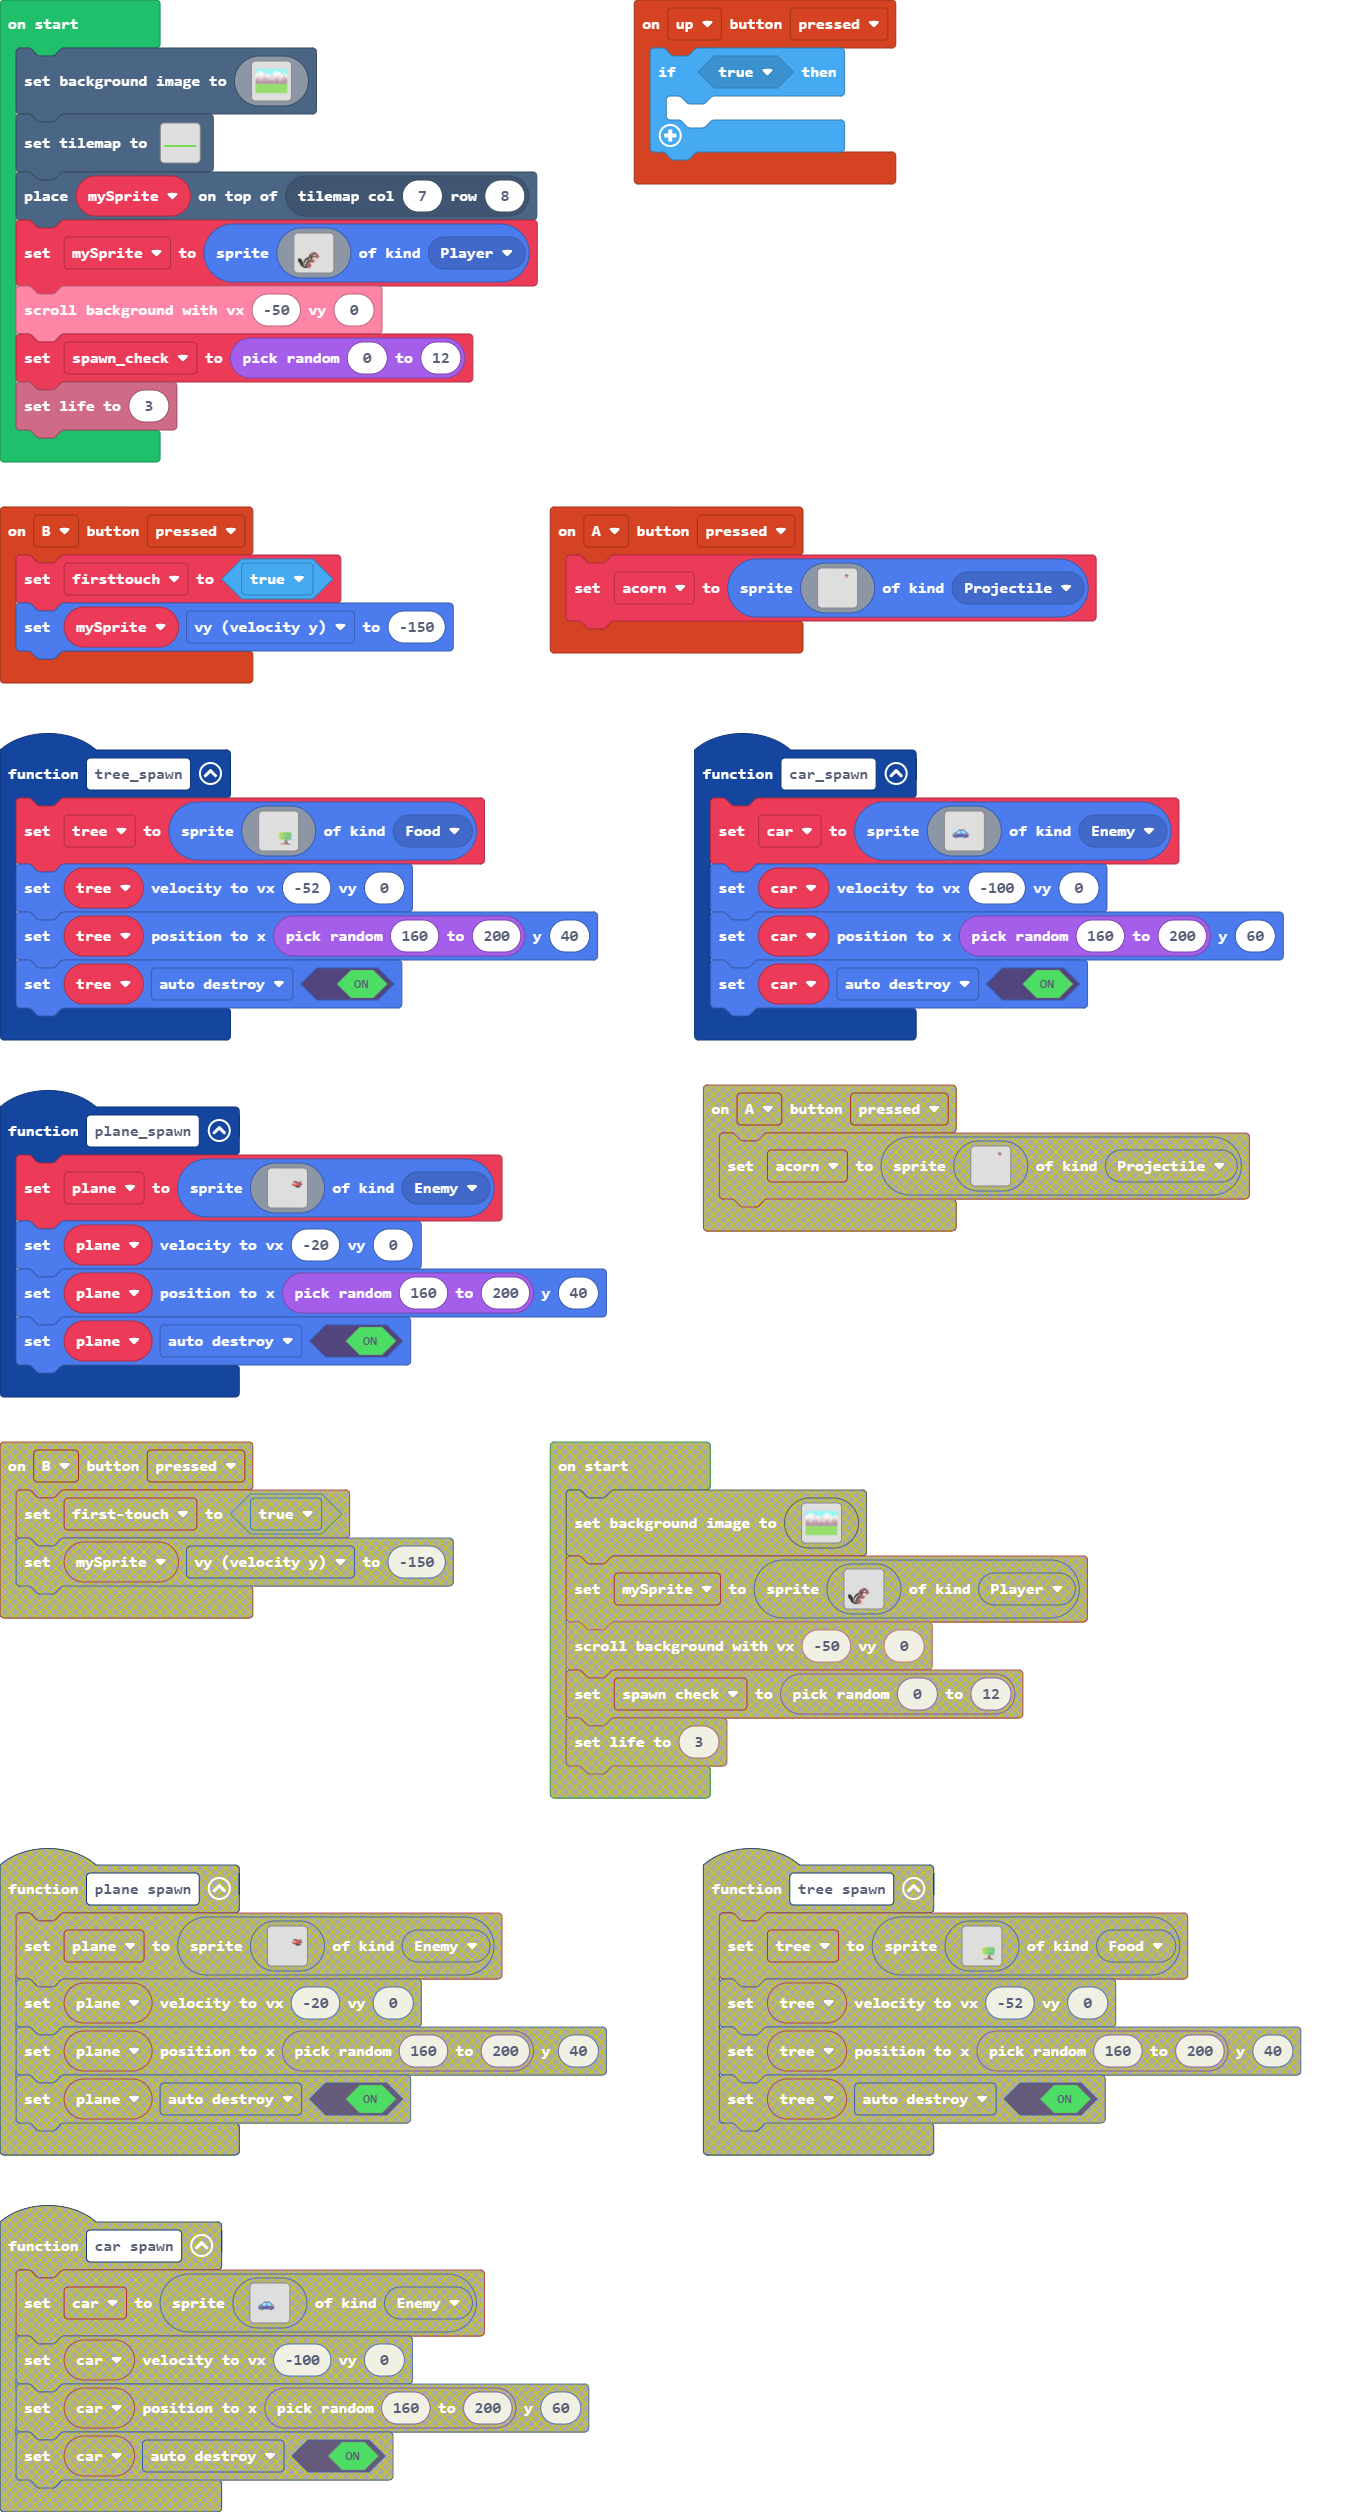 on start
set background image to
set tilemap to
place mySprite on top of tilemap col 7 row 8
set mySprite to sprite of kind Player
scroll background with vx -50 vy 0
set spawn_check to pick random 0 to 12
set life to 3
on up button pressed
if true then
on B button pressed
set firsttouch to true
set mySprite vy (velocity y) to -150
on A button pressed
set acorn to sprite of kind Projectile
function tree_spawn
set tree to sprite of kind Food
set tree velocity to vx -52 vy 0
set tree position to x pick random 160 to 200 y 40
set tree auto destroy ON
function car_spawn
set car to sprite of kind Enemy
set car velocity to vx -100 vy 0
set car position to x pick random 160 to 200 y 60
set car auto destroy ON
function plane_spawn
set plane to sprite of kind Enemy
set plane velocity to vx -20 vy 0
set plane position to x pick random 160 to 200 y 40
set plane auto destroy ON
on A button pressed
set acorn to sprite of kind Projectile
on B button pressed
set first-touch to true
set mySprite vy (velocity y) to -150
on start
set background image to
set mySprite to sprite of kind Player
scroll background with vx -50 vy 0
set spawn check to pick random 0 to 12
set life to 3
function plane spawn
set plane to sprite of kind Enemy
set plane velocity to vx -20 vy 0
set plane position to x pick random 160 to 200 y 40
set plane auto destroy ON
function tree spawn
set tree to sprite of kind Food
set tree velocity to vx -52 vy 0
set tree position to x pick random 160 to 200 y 40
set tree auto destroy ON
function car spawn
set car to sprite of kind Enemy
set car velocity to vx -100 vy 0
set car position to x pick random 160 to 200 y 60
set car auto destroy ON